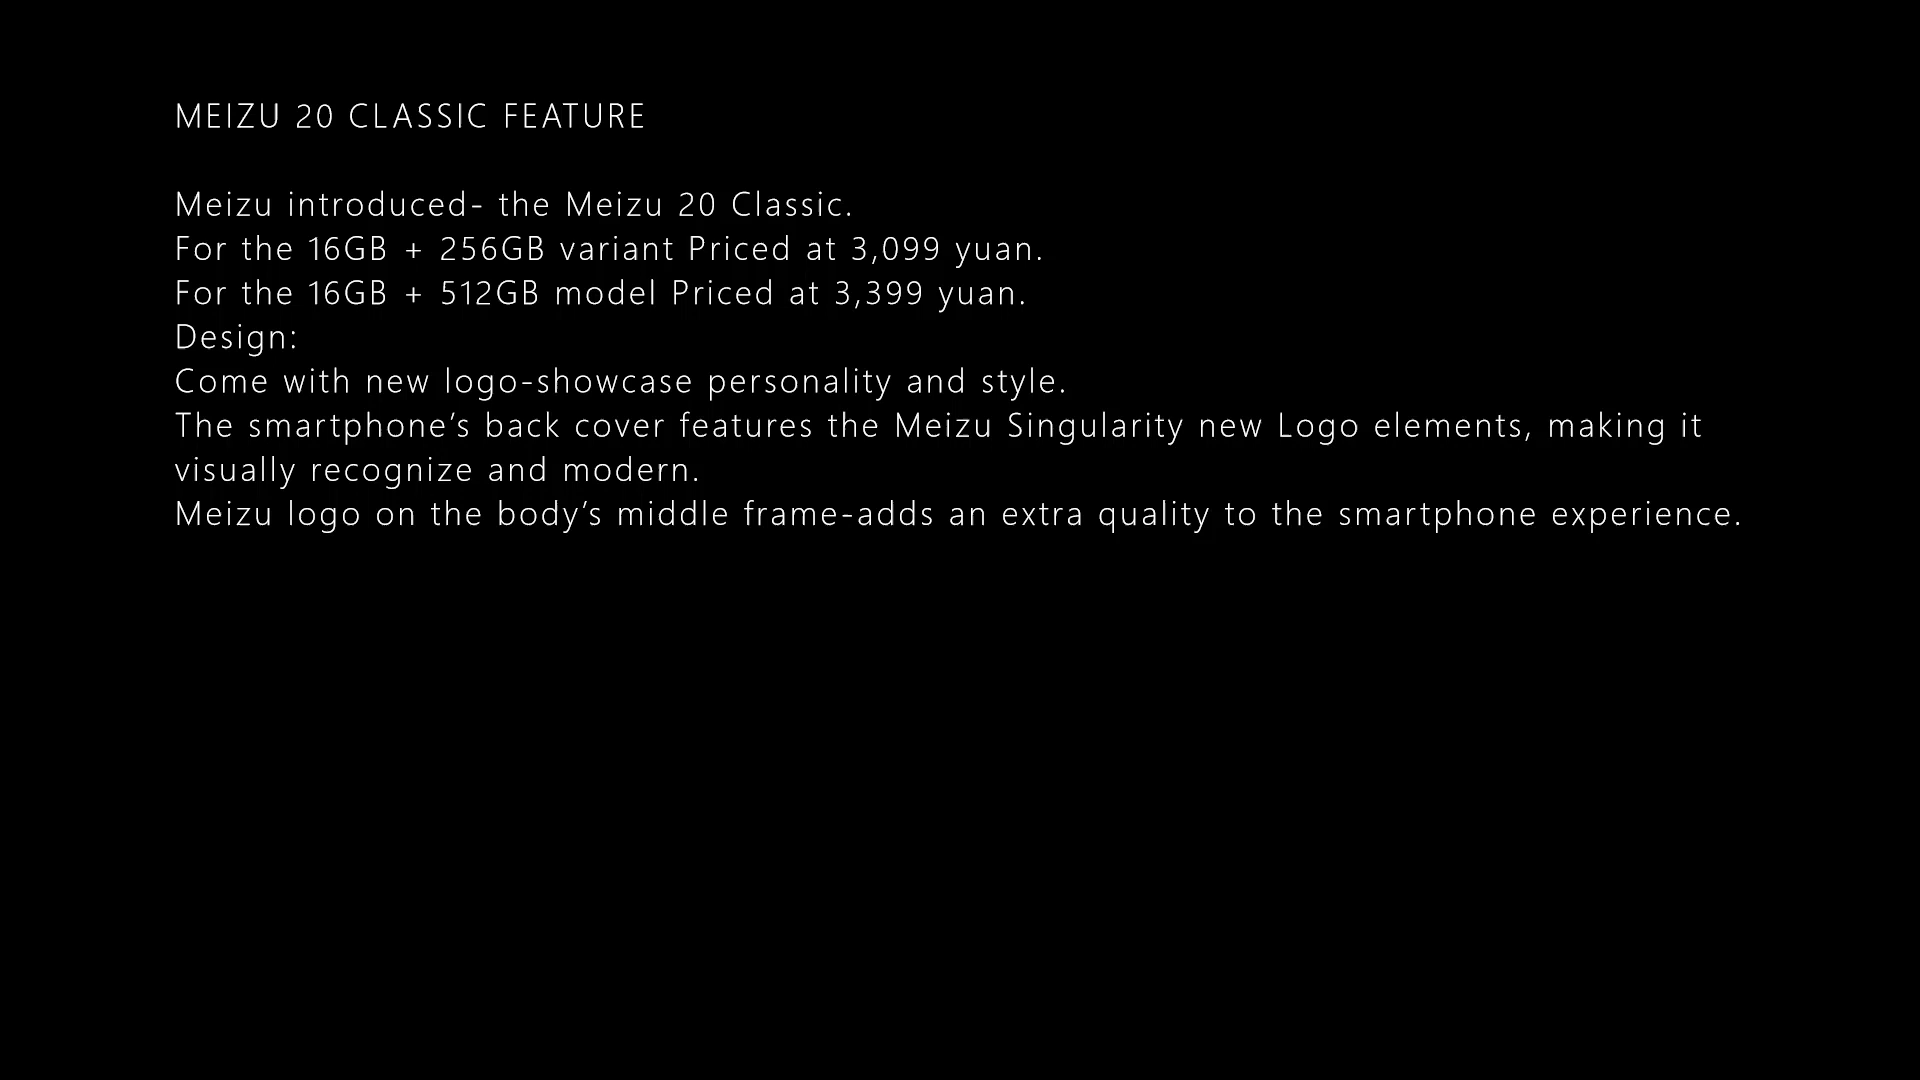 MEIZU 20 CLASSIC FEATURE
Meizu introduced- the Meizu 20 Classic.
For the 16GB + 256GB variant Priced at 3,099 yuan.
For the 16GB + 512GB model Priced at 3,399 yuan.
Design:
Come with new logo-showcase personality and style.
The smartphone’s back cover features the Meizu Singularity new Logo elements, making it
visually recognize and modern.
Meizu logo on the body’s middle frame-adds an extra quality to the smartphone experience.